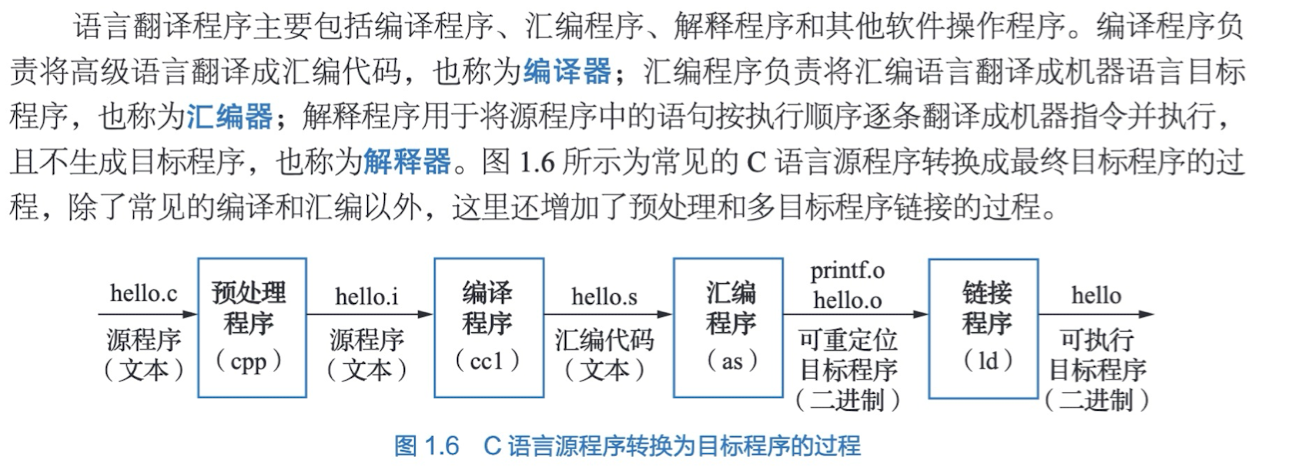 语言翻译程序主要包括编译程序、汇编程序、解释程序和其他软件操作程序。编译程序负
责将高级语言翻译成汇编代码，也称为编译器；汇编程序负责将汇编语言翻译成机器语言目标
程序，也称为汇编器；解释程序用于将源程序中的语句按执行顺序逐条翻译成机器指令并执行，
且不生成目标程序，也称为解释器。图 1.6 所示为常见的 C 语言源程序转换成最终目标程序的过
程，除了常见的编译和汇编以外，这里还增加了预处理和多目标程序链接的过程。
hello.c
源程序
（文本）
预处理
程序
（cpp）
hello.i
源程序
（文本）
编译
程序
（cc1）
hello.s
汇编代码
（文本）
汇编
程序
（as）
printf.o
hello.o
可重定位
目标程序
（二进制）
链接
程序
（ld）
hello
可执行
目标程序
（二进制）
图 1.6 C 语言源程序转换为目标程序的过程